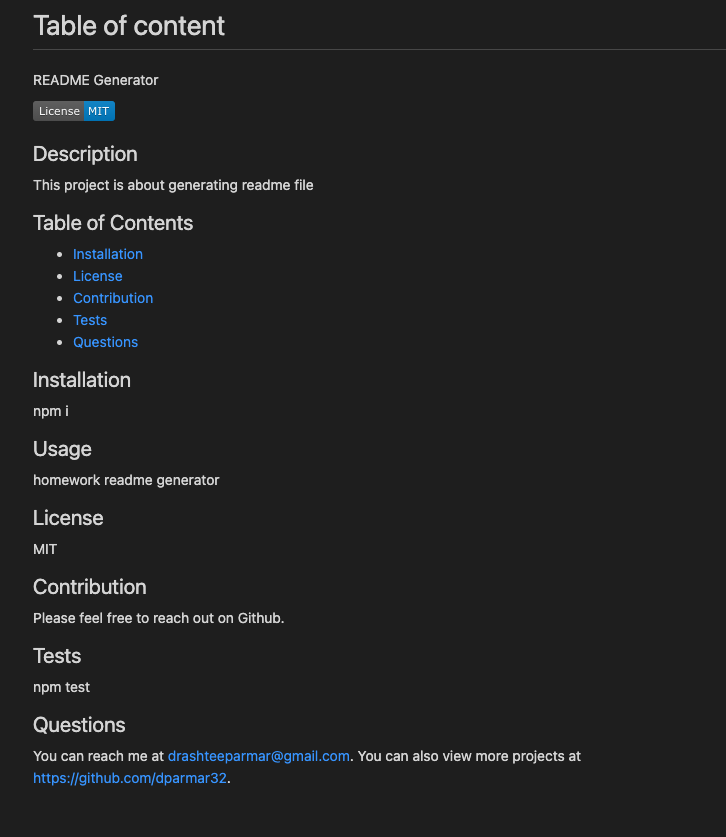 Table of content
README Generator
License MIT
Description
This project is about generating readme file
Table of Contents
Installation
License
Contribution
Tests
Questions
Installation
npm i
Usage
homework readme generator
License
MIT
Contribution
Please feel free to reach out on Github.
Tests
npm test
Questions
You can reach me at drashteeparmar@gmail.com. You can also view more projects at
https://github.com/dparmar32.